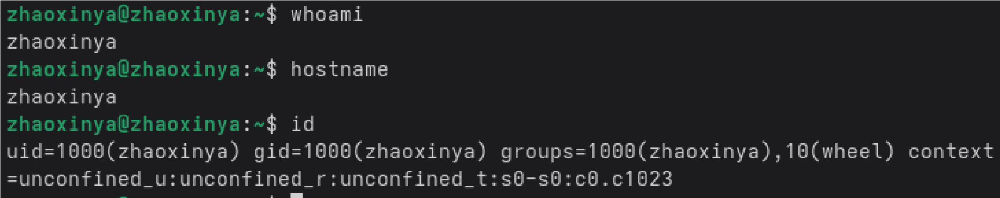 zhaoxinya@zhaoxinya:~$ whoami
zhaoxinya
zhaoxinya@zhaoxinya:~$ hostname
zhaoxinya
zhaoxinya@zhaoxinya:~$ id
uid=1000(zhaoxinya) gid=1000(zhaoxinya) groups=1000(zhaoxinya),10(wheel) context
=unconfined_u:unconfined_r:unconfined_t:s0-s0:c0.c1023